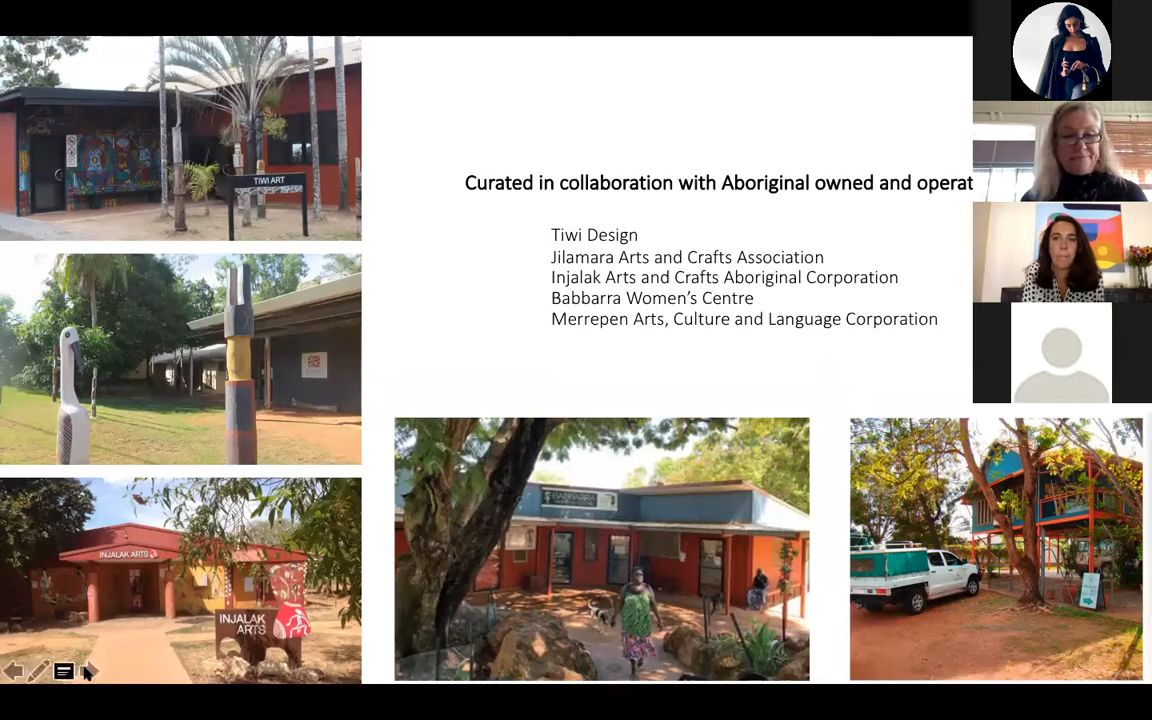 TIWI ART
Curated in collaboration with Aboriginal owned and operat
Tiwi Design
Jilamara Arts and Crafts Association
Injalak Arts and Crafts Aboriginal Corporation
Babbarra Women’s Centre
Merrepen Arts, Culture and Language Corporation
INJALAK ARTS
INJALAK
ARTS
BABBARRA